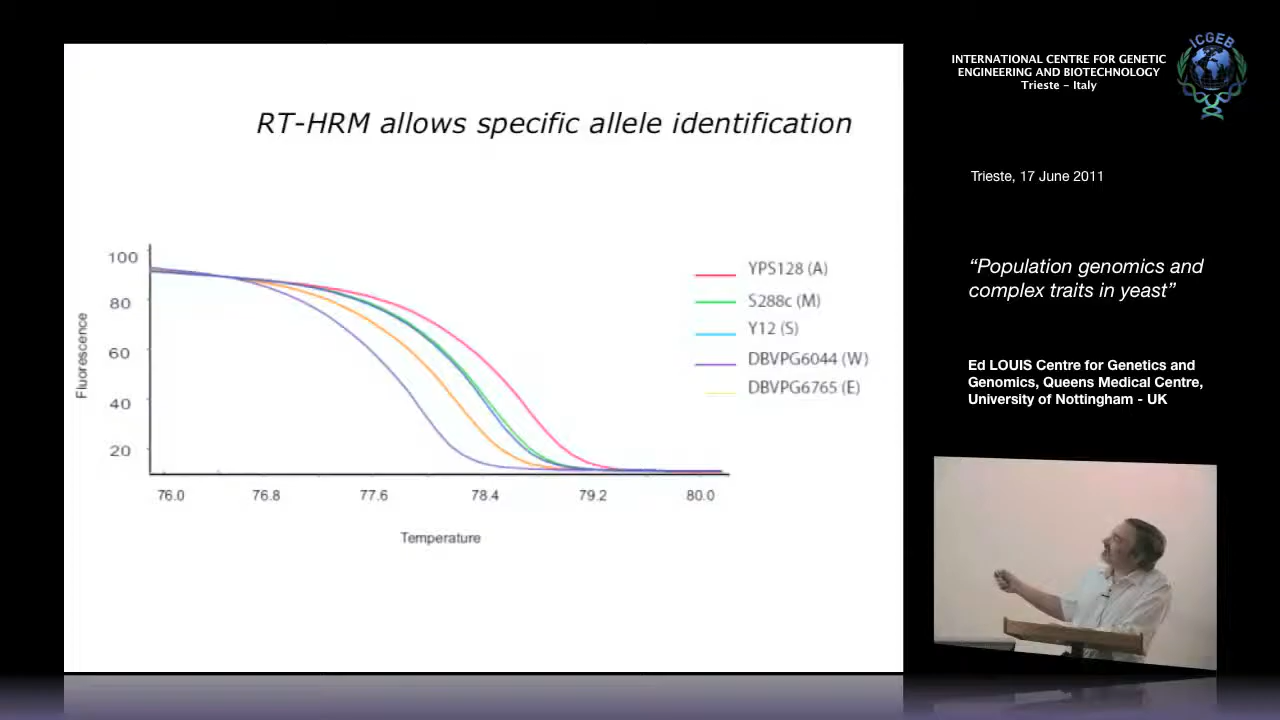 RT-HRM allows specific allele identification
100
80
60
40
20
Fluorescence
76.0 76.8 77.6 78.4 79.2 80.0
Temperature
YPS128 (A)
S288c (M)
Y12 (S)
DBVPG6044 (W)
DBVPG6765 (E)
INTERNATIONAL CENTRE FOR GENETIC
ENGINEERING AND BIOTECHNOLOGY
Trieste - Italy
ICGEB
Trieste, 17 June 2011
“Population genomics and
complex traits in yeast”
Ed LOUIS Centre for Genetics and
Genomics, Queens Medical Centre,
University of Nottingham - UK